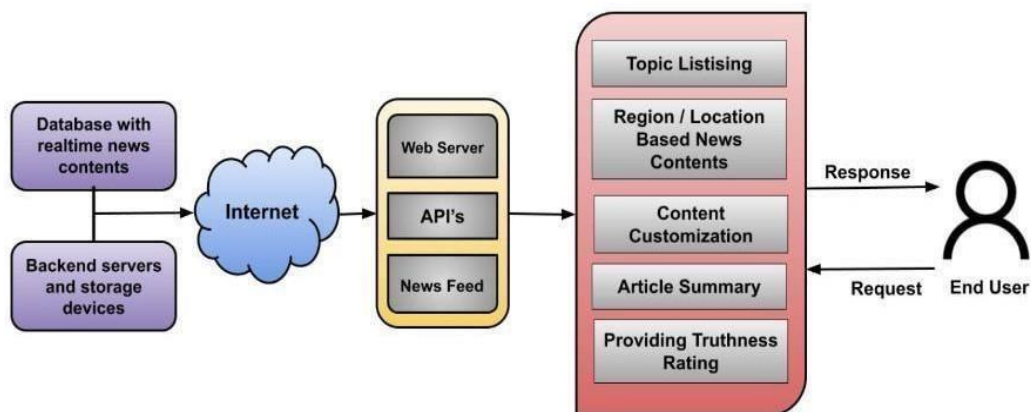 Database with
realtime news
contents
Backend servers
and storage
devices
Internet
Web Server
API's
News Feed
Topic Listising
Region / Location
Based News
Contents
Content
Customization
Article Summary
Providing Truthness
Rating
Response
Request
End User